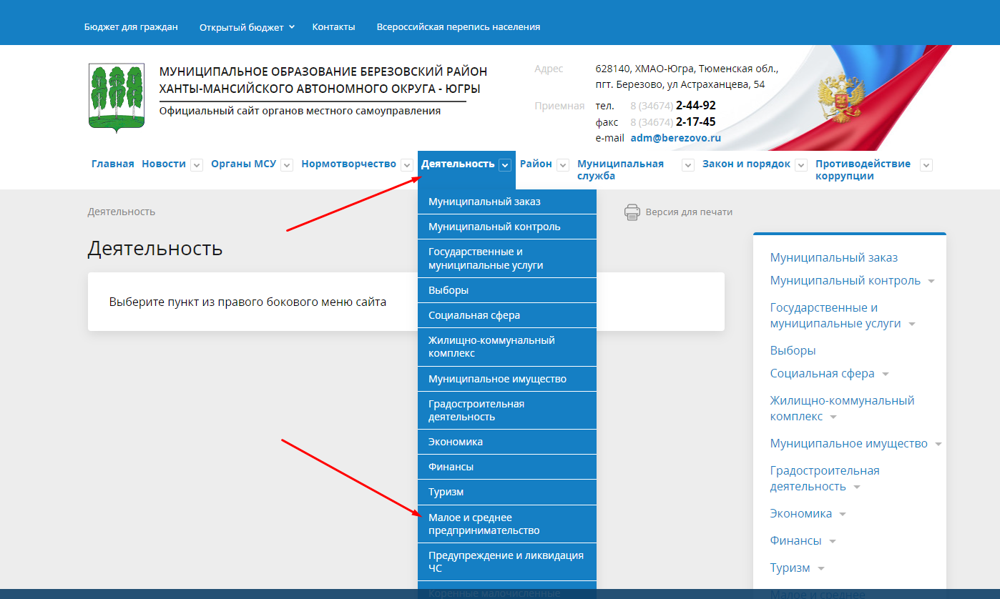 Бюджет для граждан
Открытый бюджет
Контакты
Всероссийская перепись населения
МУНИЦИПАЛЬНОЕ ОБРАЗОВАНИЕ БЕРЕЗОВСКИЙ РАЙОН
ХАНТЫ-МАНСИЙСКОГО АВТОНОМНОГО ОКРУГА - ЮГРЫ
Официальный сайт органов местного самоуправления
Адрес
628140, ХМАО-Югра, Тюменская обл.,
пгт. Березово, ул Астраханцева, 54
Приемная
тел. 8 (34674) 2-44-92
факс 8 (34674) 2-17-45
e-mail adm@berezovo.ru
Главная
Новости
Органы МСУ
Нормотворчество
Деятельность
Район
Муниципальная
служба
Закон и порядок
Противодействие
коррупции
Муниципальный заказ
Муниципальный контроль
Государственные и
муниципальные услуги
Выборы
Социальная сфера
Жилищно-коммунальный
комплекс
Муниципальное имущество
Градостроительная
деятельность
Экономика
Финансы
Туризм
Малое и среднее
предпринимательство
Предупреждение и ликвидация
ЧС
Коренные малочисленные
Деятельность
Версия для печати
Деятельность
Выберите пункт из правого бокового меню сайта
Муниципальный заказ
Муниципальный контроль
Государственные и
муниципальные услуги
Выборы
Социальная сфера
Жилищно-коммунальный
комплекс
Муниципальное имущество
Градостроительная
деятельность
Экономика
Финансы
Туризм
Малое и среднее